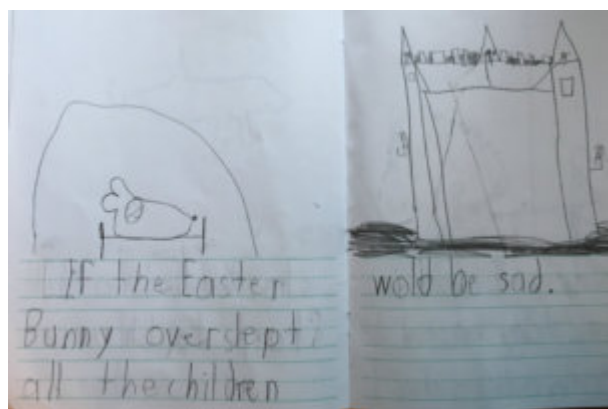 If the Easter
Bunny overslept
all the children
wold be sad.